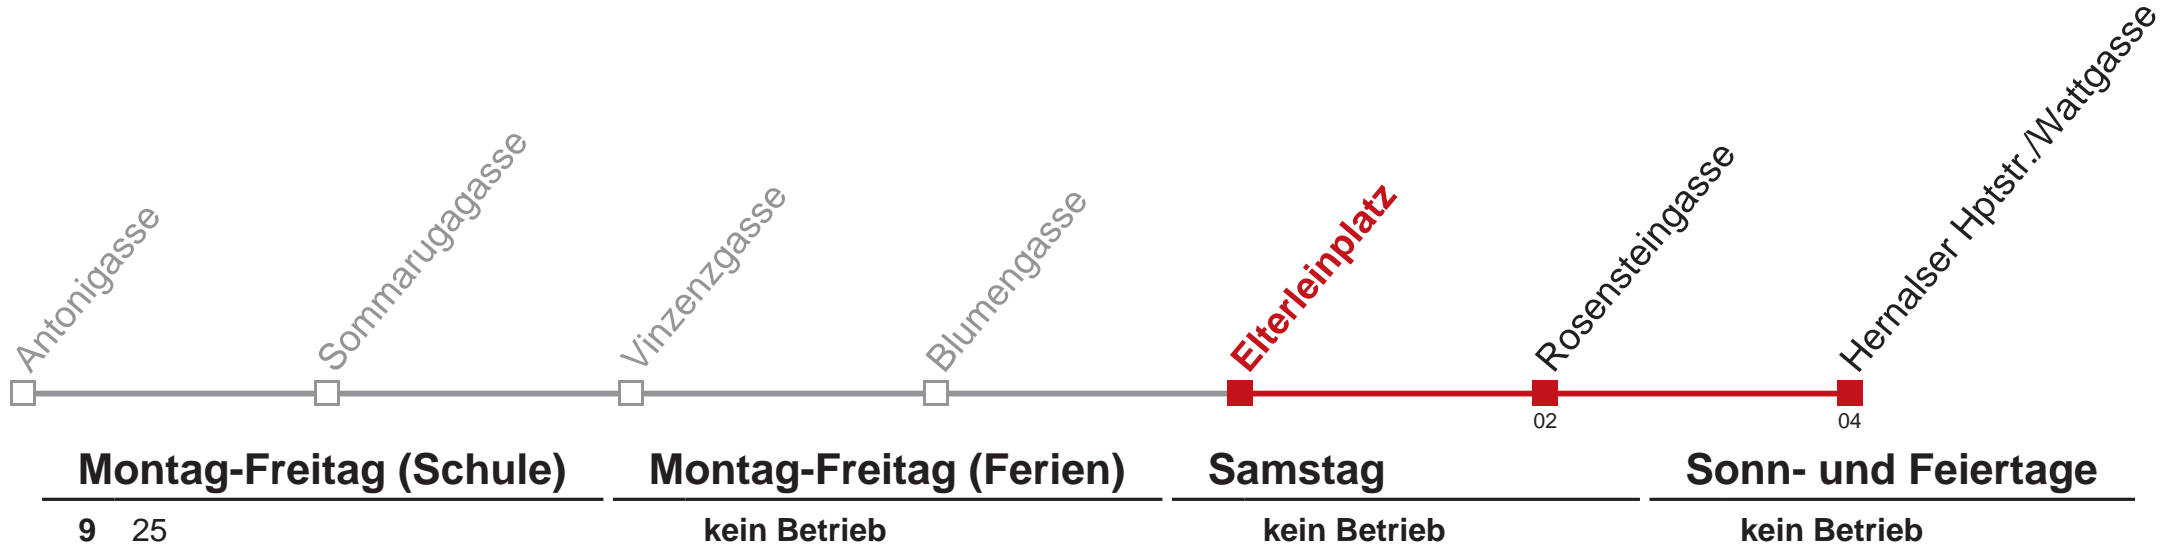 Antonigasse
Sommarugagasse
Vinzenzgasse
Blumengasse
Elterleinplatz
Rosensteingasse
Hernalser Hptstr./Wattgasse
02 04
Montag-Freitag (Schule) Montag-Freitag (Ferien) Samstag Sonn- und Feiertage
9 25 kein Betrieb kein Betrieb kein Betrieb